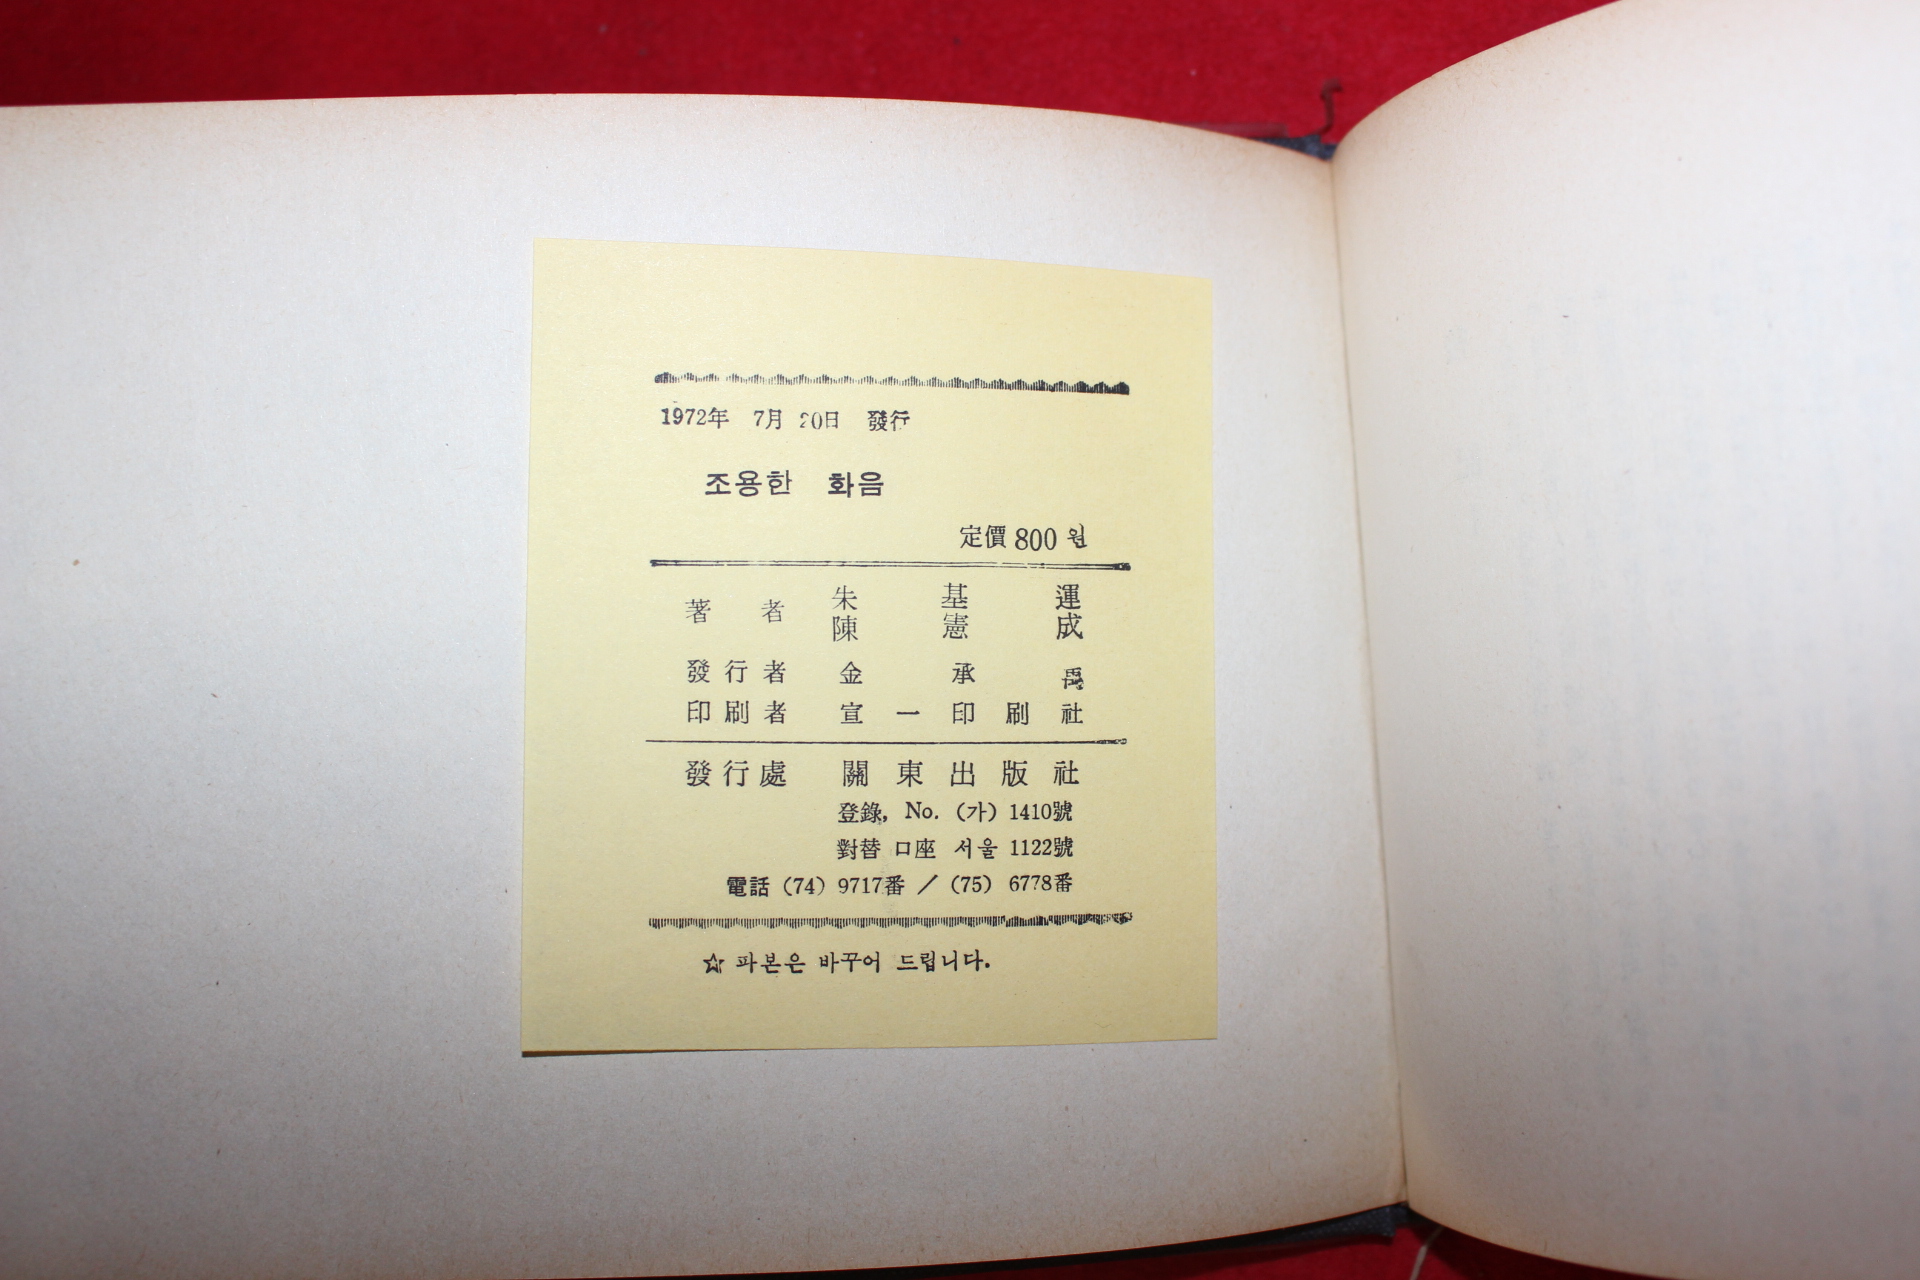 1972年 7月 20日 發行
조용한 화음
定價 800 원
著者 朱基運
陳憲成
發行者 金承禹
印刷者 宣一印刷社
發行處 關東出版社
登錄, No. (가) 1410號
對替 口座 서울 1122號
電話 (74) 9717番 / (75) 6778番
☆ 파본은 바꾸어 드립니다.